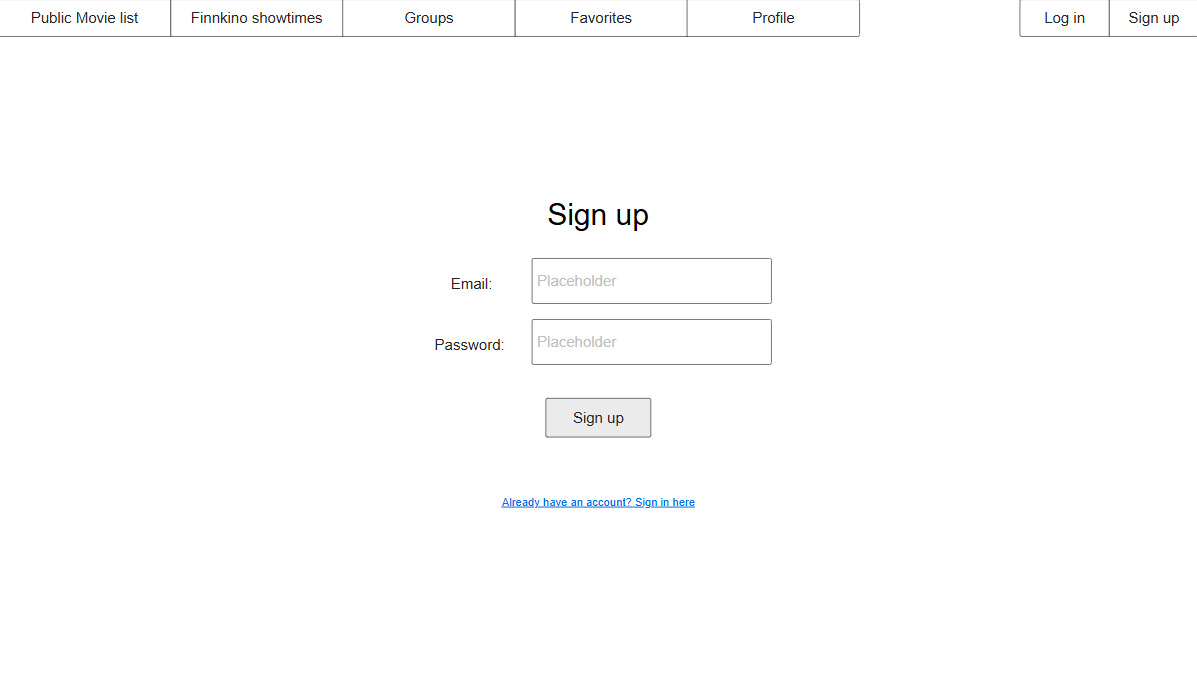 Public Movie list Finnkino showtimes Groups Favorites Profile Log in Sign up
Sign up
Email: Placeholder
Password: Placeholder
Sign up
Already have an account? Sign in here